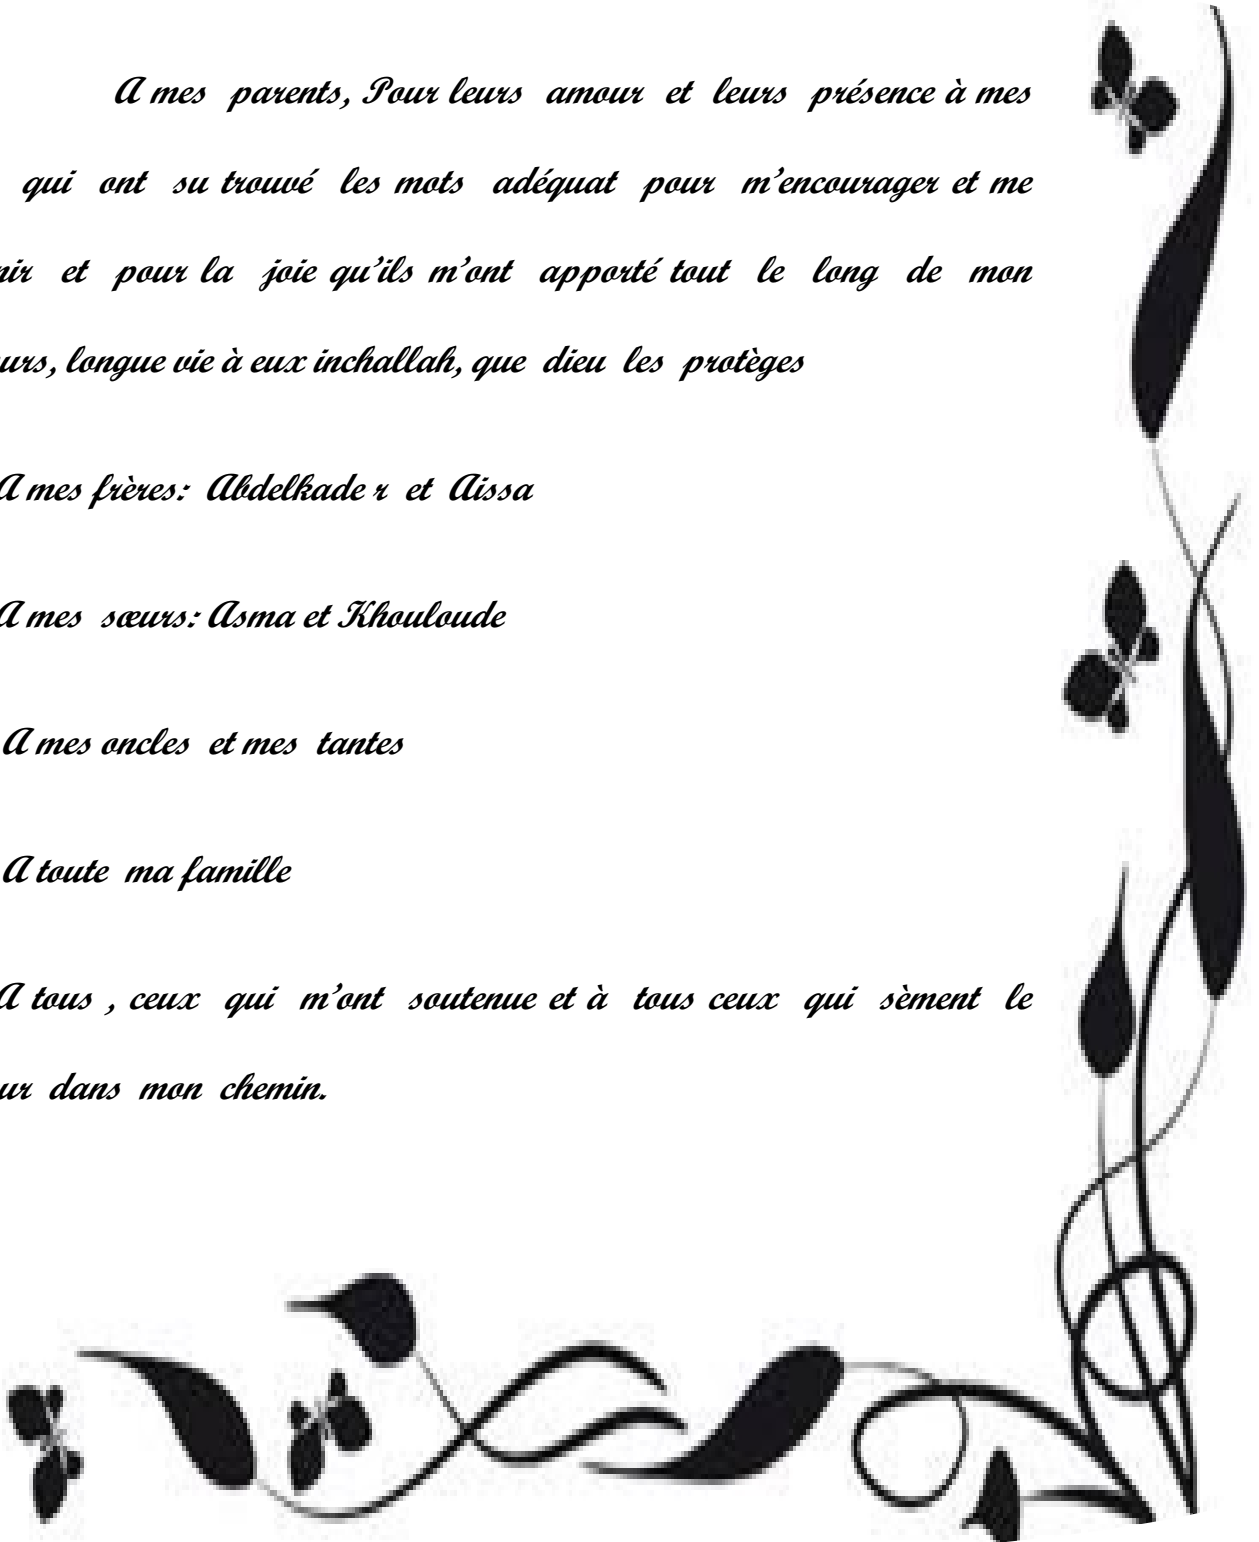 A mes parents, Pour leurs amour et leurs présence à mes
qui ont su trouvé les mots adéquat pour m'encourager et me
nir et pour la joie qu'ils m'ont apporté tout le long de mon
urs, longue vie à eux inchallah, que dieu les protèges
A mes frères: Abdelkade r et Aissa
A mes sœurs: Asma et Khouloude
A mes oncles et mes tantes
A toute ma famille
A tous , ceux qui m'ont soutenue et à tous ceux qui sèment le
ur dans mon chemin.